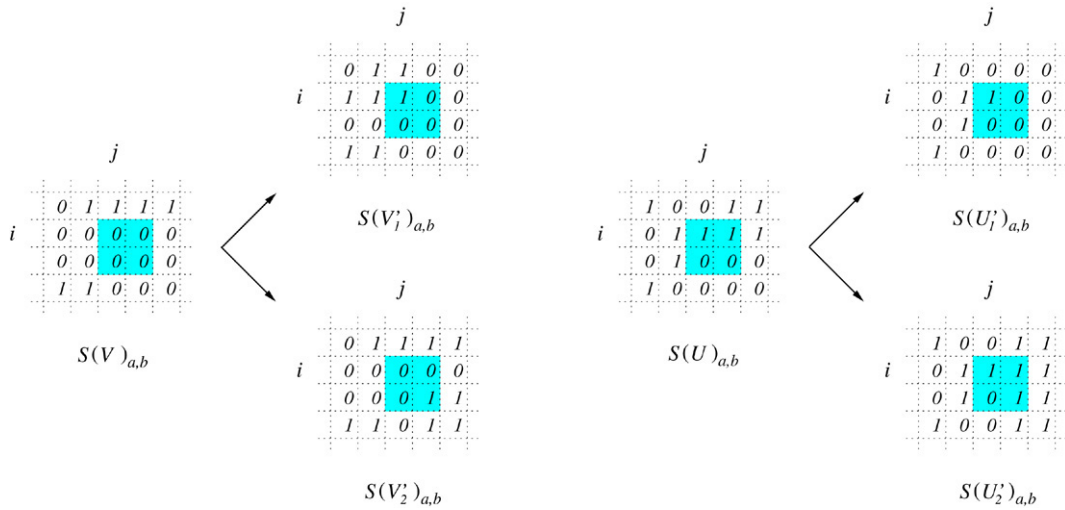 j
0 1 1 1 1
i 0 0 0 0 0
0 0 0 0 0
1 1 0 0 0
S(V)a,b
j
0 1 1 0 0
i 1 1 1 0 0
0 0 0 0 0
1 1 0 0 0
S(V'1)a,b
j
0 1 1 1 1
i 0 0 0 0 0
0 0 0 1 1
1 1 0 1 1
S(V'2)a,b
j
1 0 0 1 1
i 0 1 1 1 1
0 1 0 0 0
1 0 0 0 0
S(U)a,b
j
1 0 0 0 0
i 0 1 1 0 0
0 1 0 0 0
1 0 0 0 0
S(U'1)a,b
j
1 0 0 1 1
i 0 1 1 1 1
0 1 0 1 1
1 0 0 1 1
S(U'2)a,b